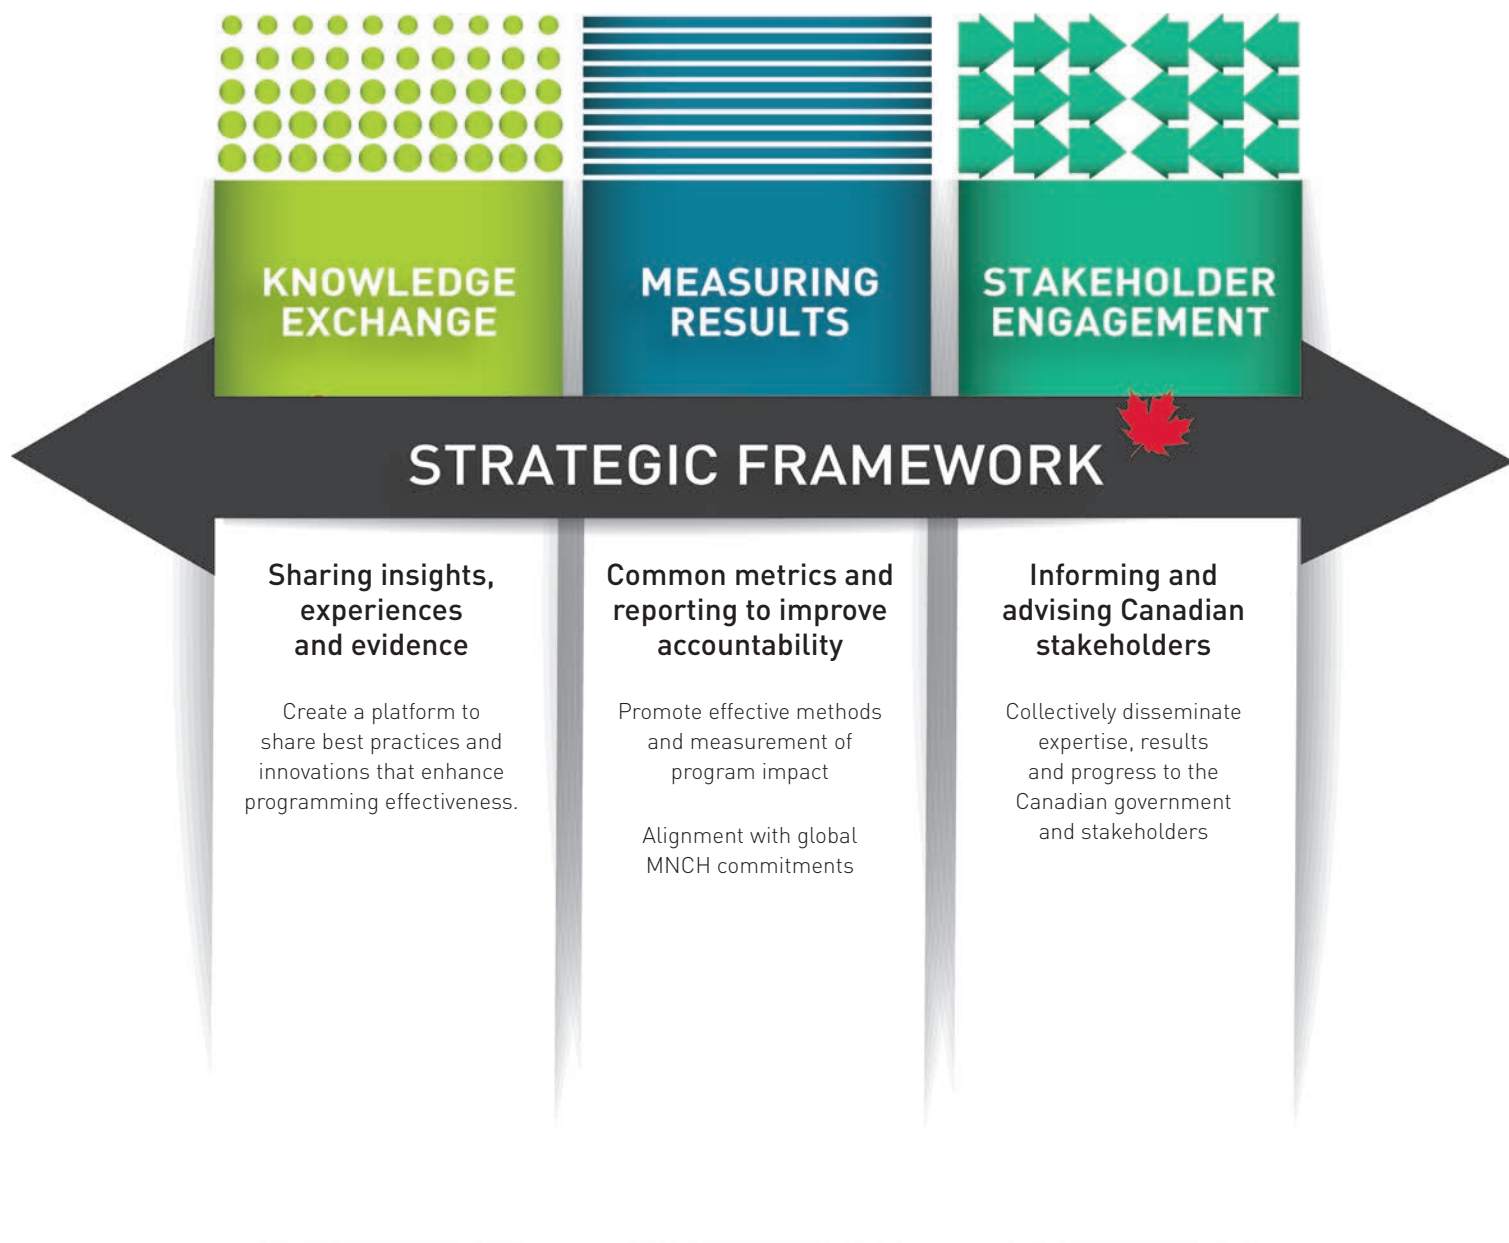 KNOWLEDGE
EXCHANGE
MEASURING
RESULTS
STAKEHOLDER
ENGAGEMENT
STRATEGIC FRAMEWORK
Sharing insights,
experiences
and evidence
Create a platform to
share best practices and
innovations that enhance
programming effectiveness.
Common metrics and
reporting to improve
accountability
Promote effective methods
and measurement of
program impact
Alignment with global
MNCH commitments
Informing and
advising Canadian
stakeholders
Collectively disseminate
expertise, results
and progress to the
Canadian government
and stakeholders